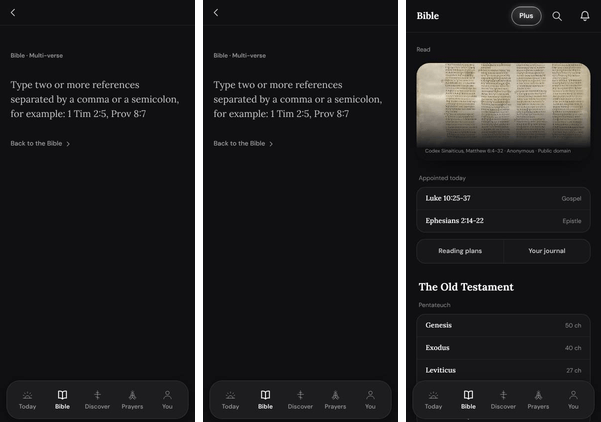 Bible · Multi-verse
Type two or more references
separated by a comma or a semicolon,
for example: 1 Tim 2:5, Prov 8:7
Back to the Bible
Today
Bible
Discover
Prayers
You
Bible · Multi-verse
Type two or more references
separated by a comma or a semicolon,
for example: 1 Tim 2:5, Prov 8:7
Back to the Bible
Today
Bible
Discover
Prayers
You
Bible
Plus
Read
Codex Sinaiticus, Matthew 6:4–32 · Anonymous · Public domain
Appointed today
Luke 10:25-37 Gospel
Ephesians 2:14-22 Epistle
Reading plans Your journal
The Old Testament
Pentateuch
Genesis 50 ch
Exodus 40 ch
Leviticus 27 ch
Today
Bible
Discover
Prayers
You